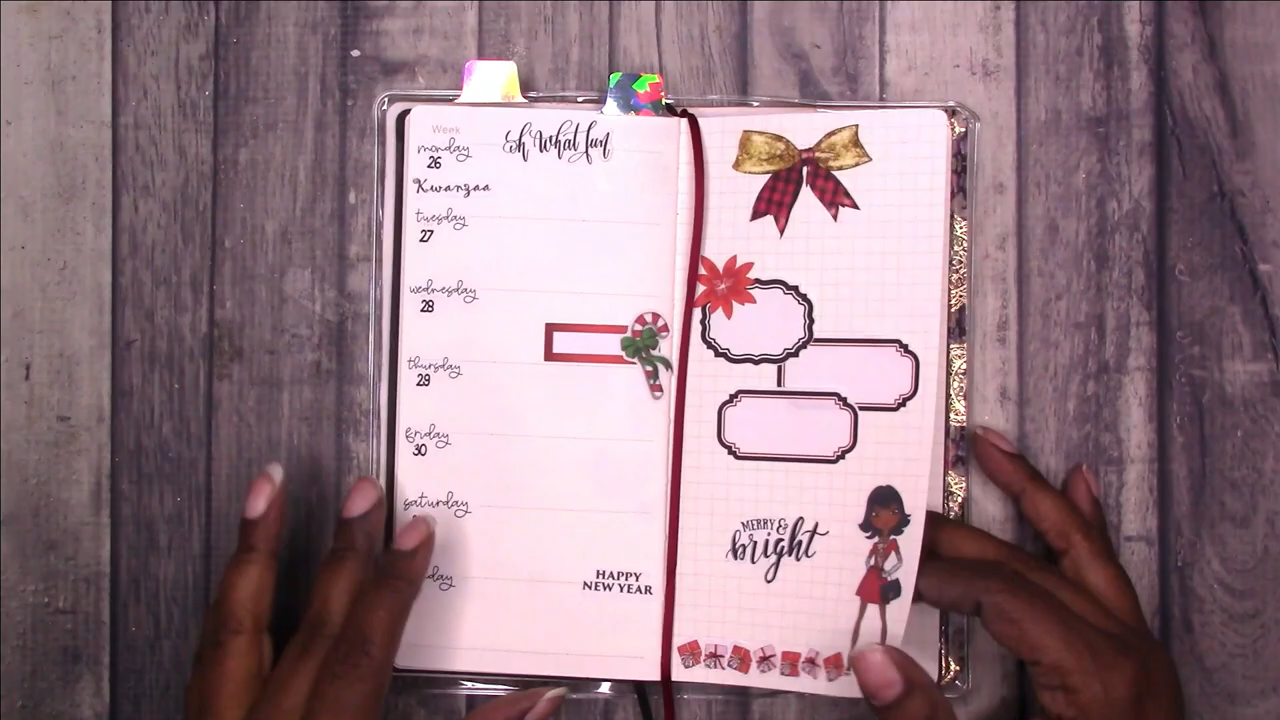 Week
Oh What fun
monday
26
Kwanzaa
tuesday
27
wednesday
28
thursday
29
friday
30
saturday
day
HAPPY
NEW YEAR
MERRY &
bright